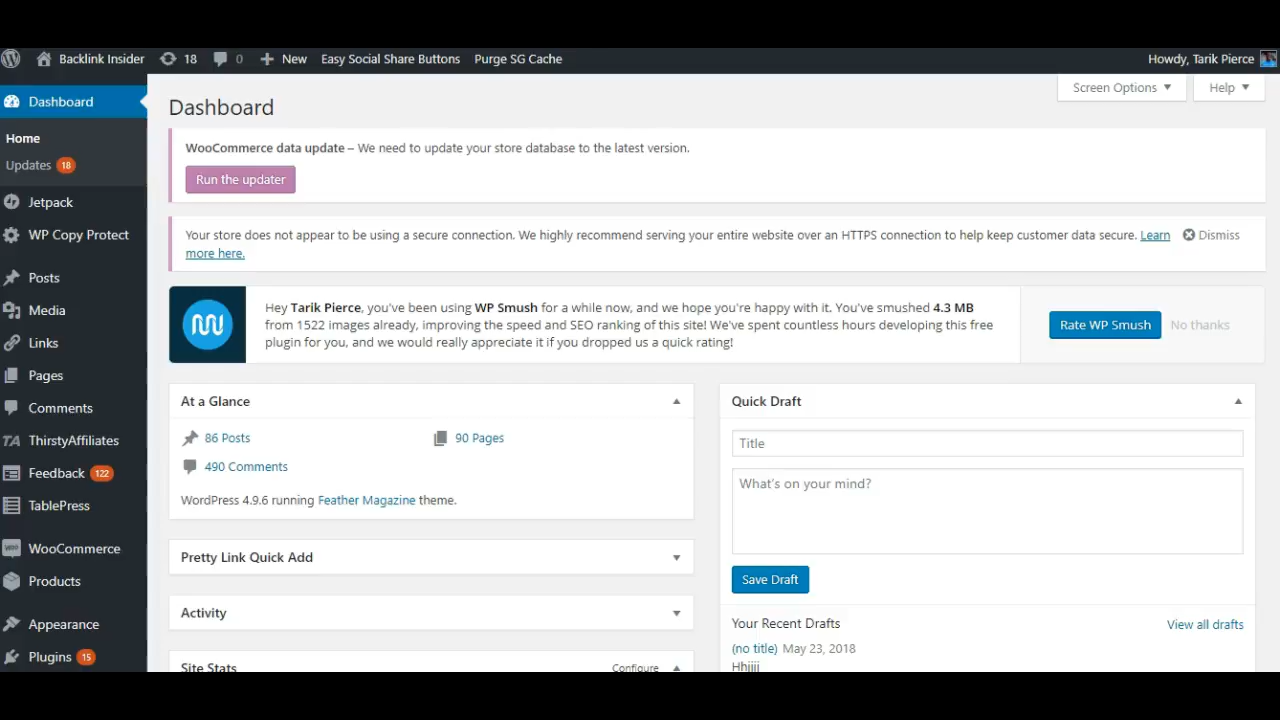 Backlink Insider
18
0
New
Easy Social Share Buttons
Purge SG Cache
Howdy, Tarik Pierce
Dashboard
Home
Updates 18
Jetpack
WP Copy Protect
Posts
Media
Links
Pages
Comments
TA ThirstyAffiliates
Feedback 122
TablePress
WooCommerce
Products
Appearance
Plugins 15
Screen Options
Help
Dashboard
WooCommerce data update – We need to update your store database to the latest version.
Run the updater
Your store does not appear to be using a secure connection. We highly recommend serving your entire website over an HTTPS connection to help keep customer data secure. Learn
more here.
Dismiss
Hey Tarik Pierce, you've been using WP Smush for a while now, and we hope you're happy with it. You've smushed 4.3 MB
from 1522 images already, improving the speed and SEO ranking of this site! We've spent countless hours developing this free
plugin for you, and we would really appreciate it if you dropped us a quick rating!
Rate WP Smush
No thanks
At a Glance
86 Posts
90 Pages
490 Comments
WordPress 4.9.6 running Feather Magazine theme.
Pretty Link Quick Add
Activity
Site Stats
Configure
Quick Draft
Title
What's on your mind?
Save Draft
Your Recent Drafts
View all drafts
(no title) May 23, 2018
Hhjjjj